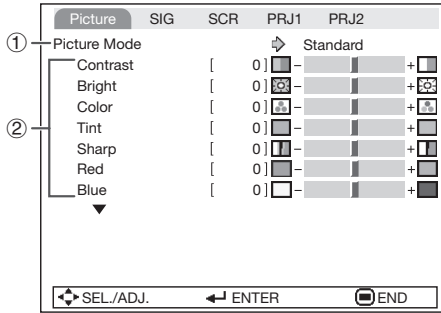 Picture SIG SCR PRJ1 PRJ2
① Picture Mode Standard
② Contrast [ 0 ] – +
Bright [ 0 ] – +
Color [ 0 ] – +
Tint [ 0 ] – +
Sharp [ 0 ] – +
Red [ 0 ] – +
Blue [ 0 ] – +
SEL./ADJ. ENTER END